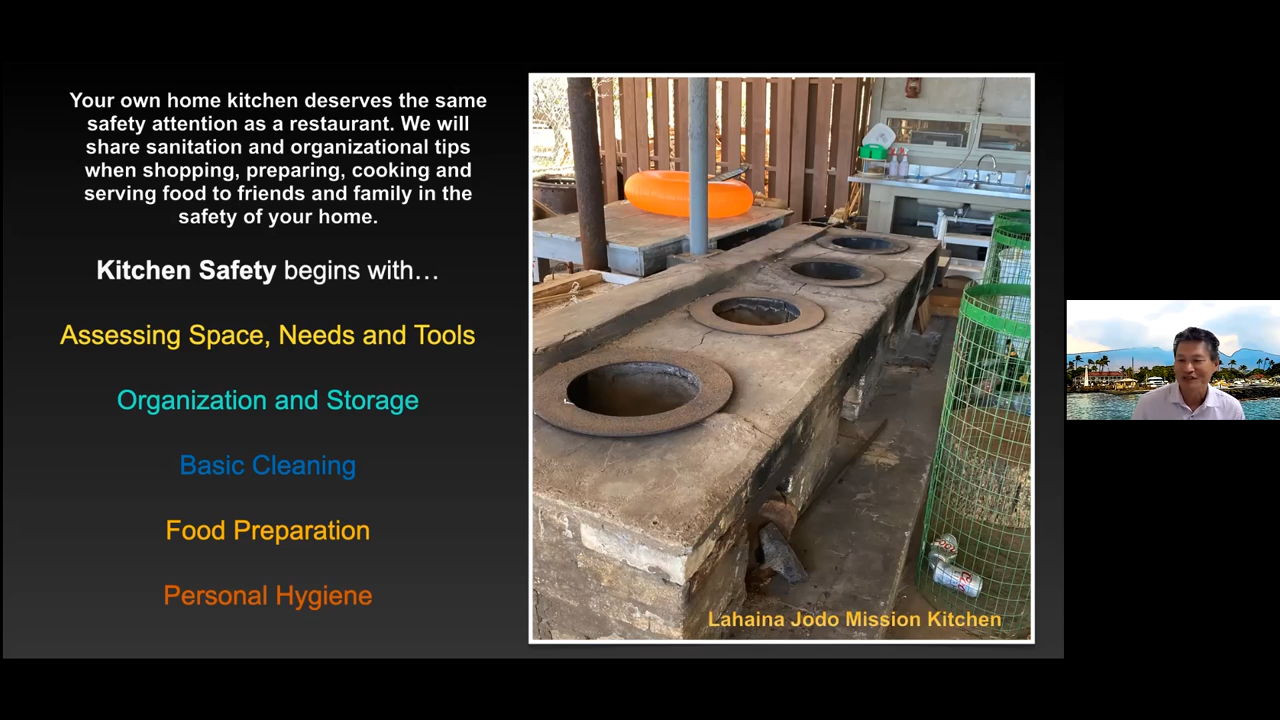 Your own home kitchen deserves the same
safety attention as a restaurant. We will
share sanitation and organizational tips
when shopping, preparing, cooking and
serving food to friends and family in the
safety of your home.
Kitchen Safety begins with…
Assessing Space, Needs and Tools
Organization and Storage
Basic Cleaning
Food Preparation
Personal Hygiene
Lahaina Jodo Mission Kitchen